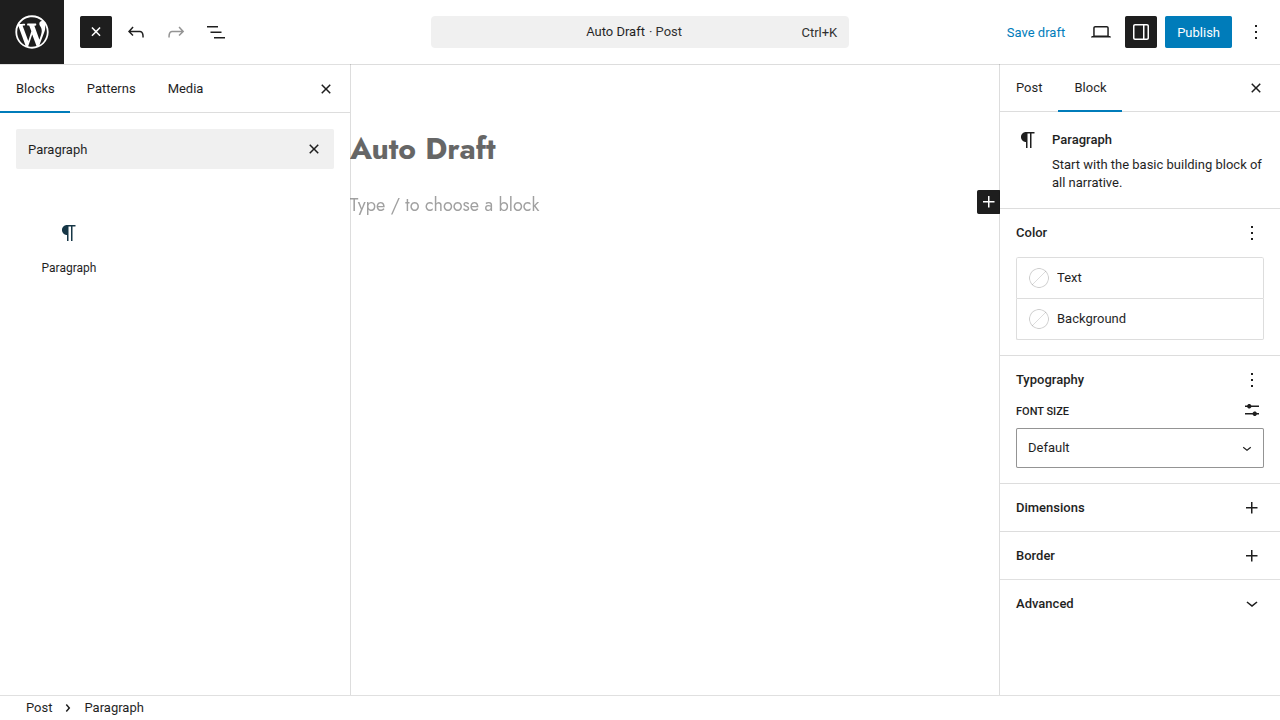 Auto Draft · Post
Ctrl+K
Save draft
Publish
Blocks
Patterns
Media
Paragraph
Paragraph
Auto Draft
Type / to choose a block
Post
Block
Paragraph
Start with the basic building block of
all narrative.
Color
Text
Background
Typography
FONT SIZE
Default
Dimensions
Border
Advanced
Post
Paragraph